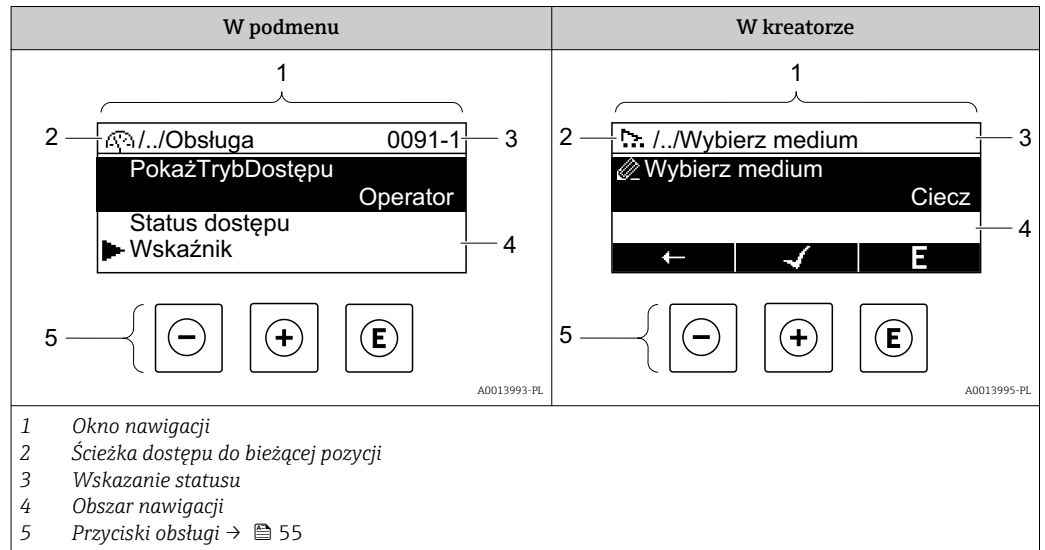 W podmenu
W kreatorze
1
2
/../Obsługa 0091-1
3
PokażTrybDostępu
Operator
Status dostępu
Wskaźnik
4
5
− + E
A0013993-PL
1
2
/../Wybierz medium
3
Wybierz medium
Ciecz
4
← ✓ E
5
− + E
A0013995-PL
1 Okno nawigacji
2 Ścieżka dostępu do bieżącej pozycji
3 Wskazanie statusu
4 Obszar nawigacji
5 Przyciski obsługi → 55